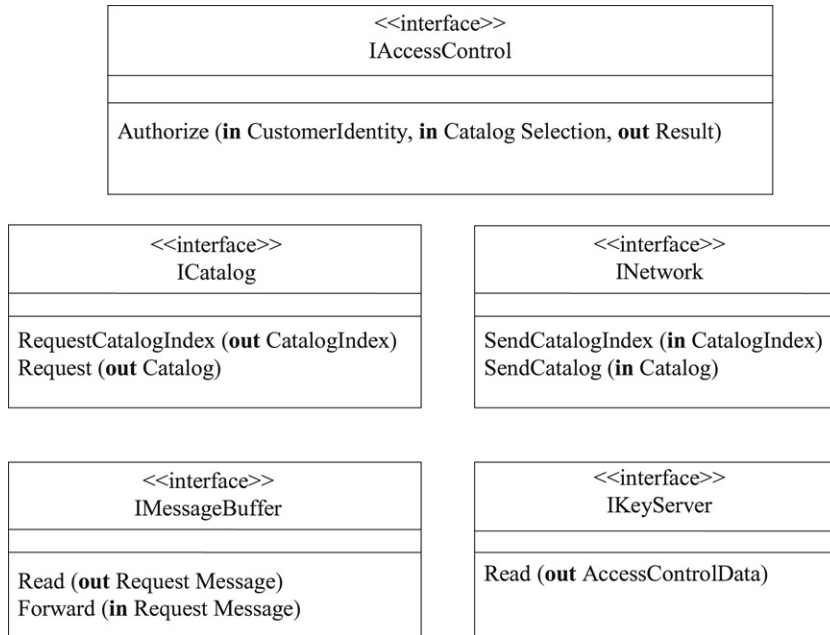 <<interface>>
IAccessControl
Authorize (in CustomerIdentity, in Catalog Selection, out Result)
<<interface>>
ICatalog
RequestCatalogIndex (out CatalogIndex)
Request (out Catalog)
<<interface>>
INetwork
SendCatalogIndex (in CatalogIndex)
SendCatalog (in Catalog)
<<interface>>
IMessageBuffer
Read (out Request Message)
Forward (in Request Message)
<<interface>>
IKeyServer
Read (out AccessControlData)